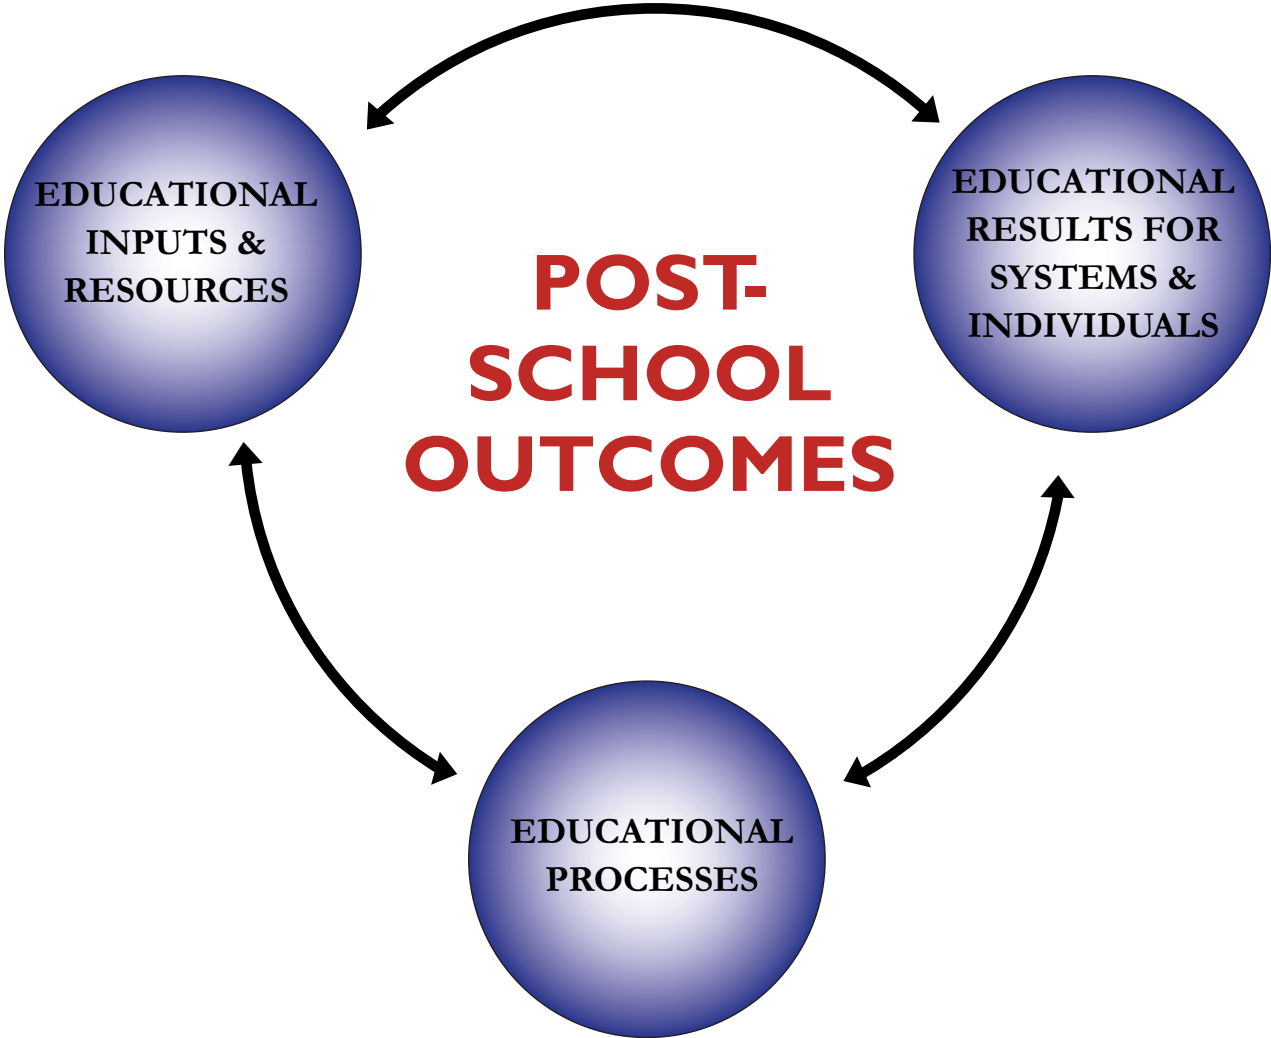 EDUCATIONAL
INPUTS &
RESOURCES
EDUCATIONAL
RESULTS FOR
SYSTEMS &
INDIVIDUALS
POST-
SCHOOL
OUTCOMES
EDUCATIONAL
PROCESSES